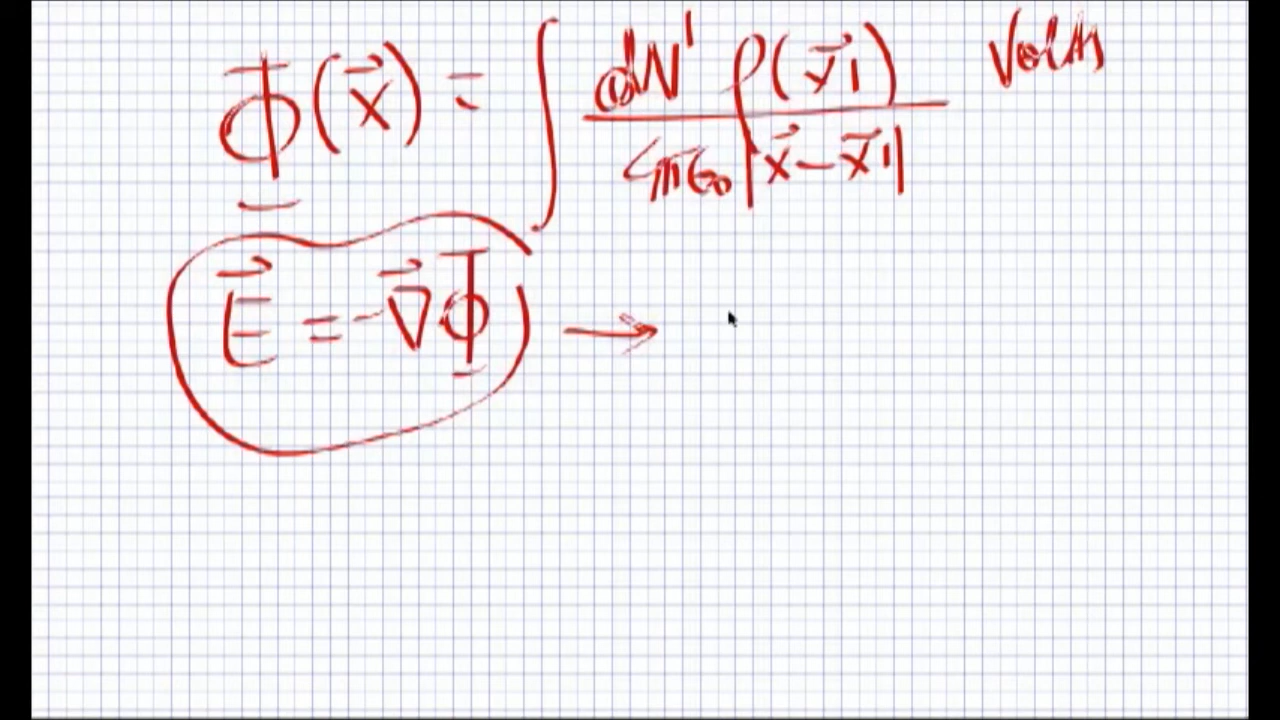 Φ(x⃗) = ∫ dV' ρ(x⃗') / 4πε₀|x⃗ - x⃗'| Volts
E⃗ = -∇⃗Φ →